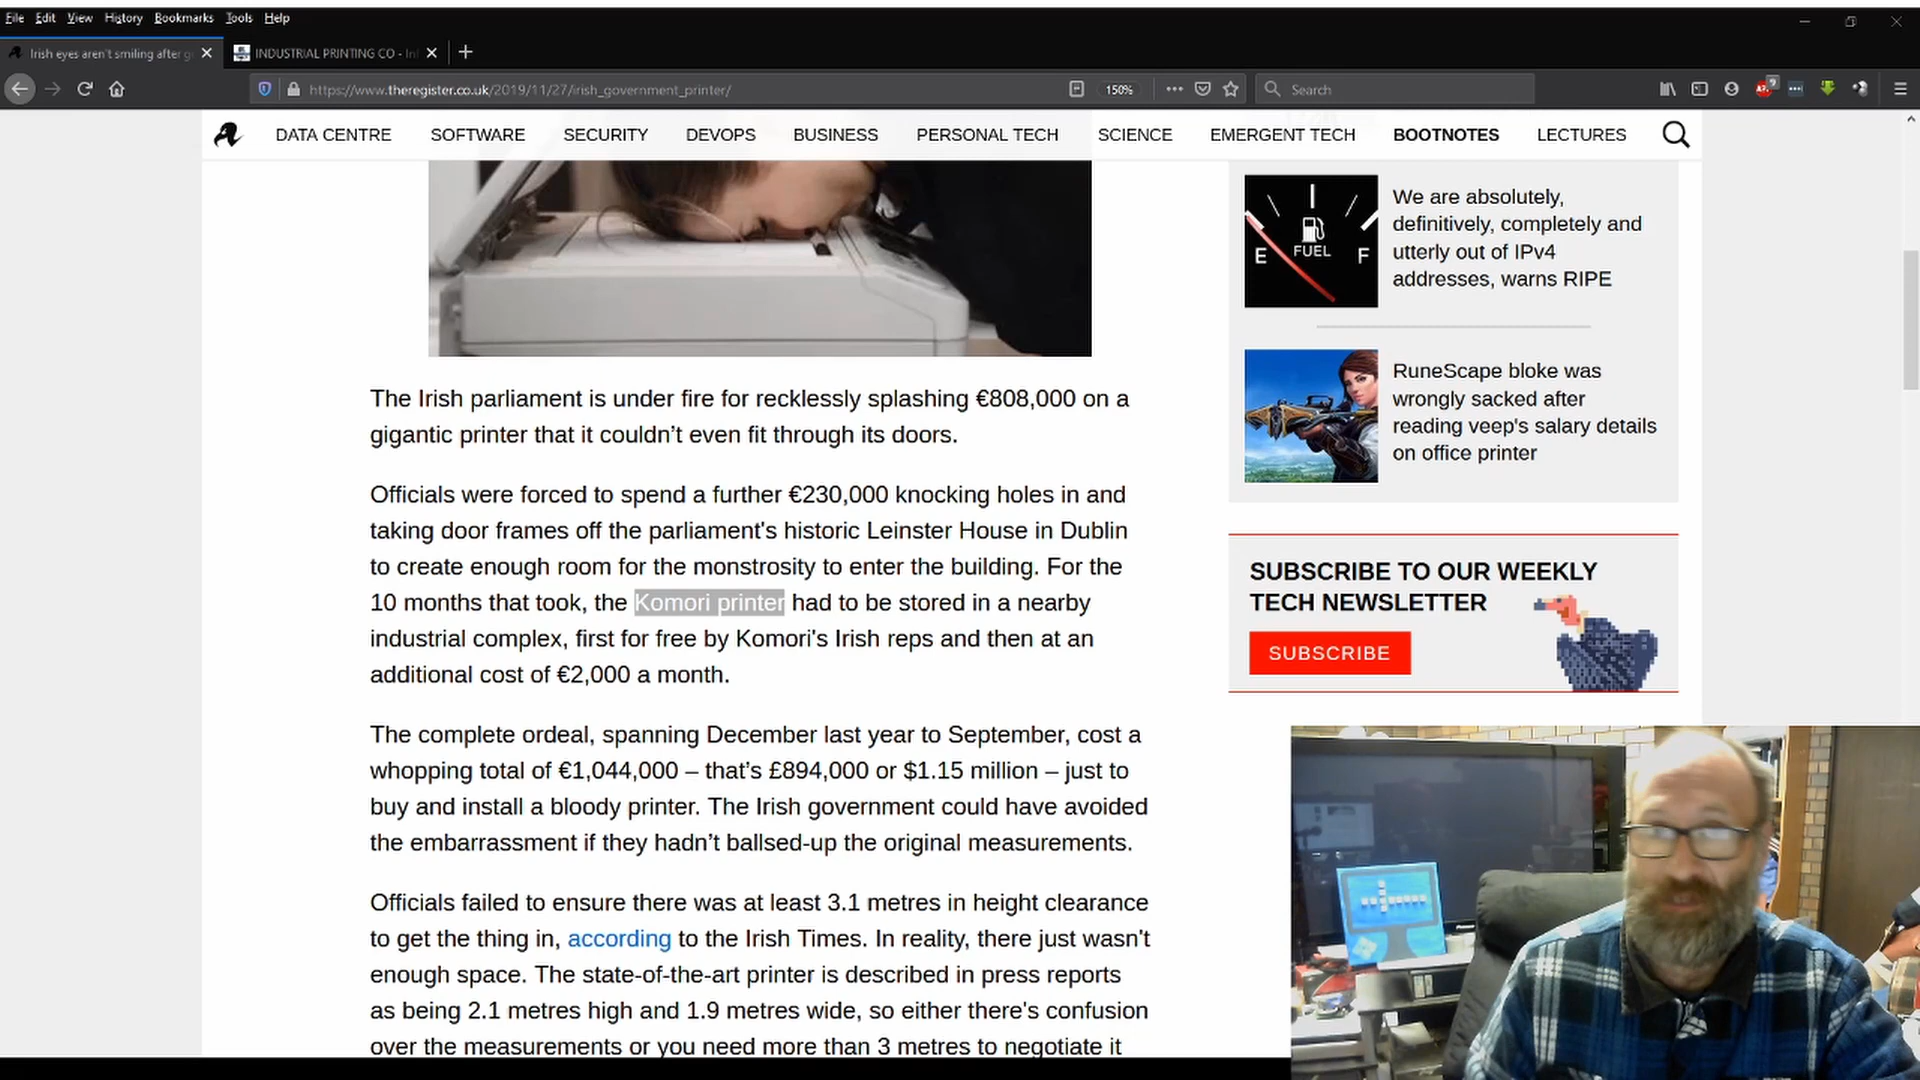 File Edit View History Bookmarks Tools Help
Irish eyes aren't smiling after g
INDUSTRIAL PRINTING CO - In
https://www.theregister.co.uk/2019/11/27/irish_government_printer/
150%
Search
DATA CENTRE SOFTWARE SECURITY DEVOPS BUSINESS PERSONAL TECH SCIENCE EMERGENT TECH BOOTNOTES LECTURES
The Irish parliament is under fire for recklessly splashing €808,000 on a
gigantic printer that it couldn’t even fit through its doors.
Officials were forced to spend a further €230,000 knocking holes in and
taking door frames off the parliament's historic Leinster House in Dublin
to create enough room for the monstrosity to enter the building. For the
10 months that took, the Komori printer had to be stored in a nearby
industrial complex, first for free by Komori's Irish reps and then at an
additional cost of €2,000 a month.
The complete ordeal, spanning December last year to September, cost a
whopping total of €1,044,000 – that’s £894,000 or $1.15 million – just to
buy and install a bloody printer. The Irish government could have avoided
the embarrassment if they hadn’t ballsed-up the original measurements.
Officials failed to ensure there was at least 3.1 metres in height clearance
to get the thing in, according to the Irish Times. In reality, there just wasn't
enough space. The state-of-the-art printer is described in press reports
as being 2.1 metres high and 1.9 metres wide, so either there's confusion
over the measurements or you need more than 3 metres to negotiate it
E FUEL F
We are absolutely,
definitively, completely and
utterly out of IPv4
addresses, warns RIPE
RuneScape bloke was
wrongly sacked after
reading veep's salary details
on office printer
SUBSCRIBE TO OUR WEEKLY
TECH NEWSLETTER
SUBSCRIBE